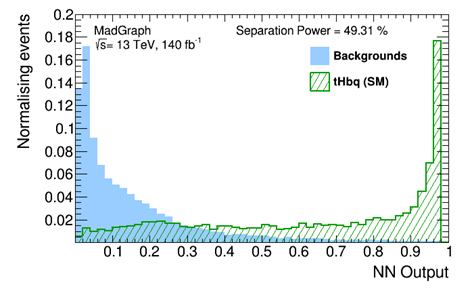 MadGraph
√s= 13 TeV, 140 fb⁻¹
Separation Power = 49.31 %
Backgrounds
tHbq (SM)
Normalising events
0.2
0.18
0.16
0.14
0.12
0.1
0.08
0.06
0.04
0.02
0.1 0.2 0.3 0.4 0.5 0.6 0.7 0.8 0.9 1
NN Output